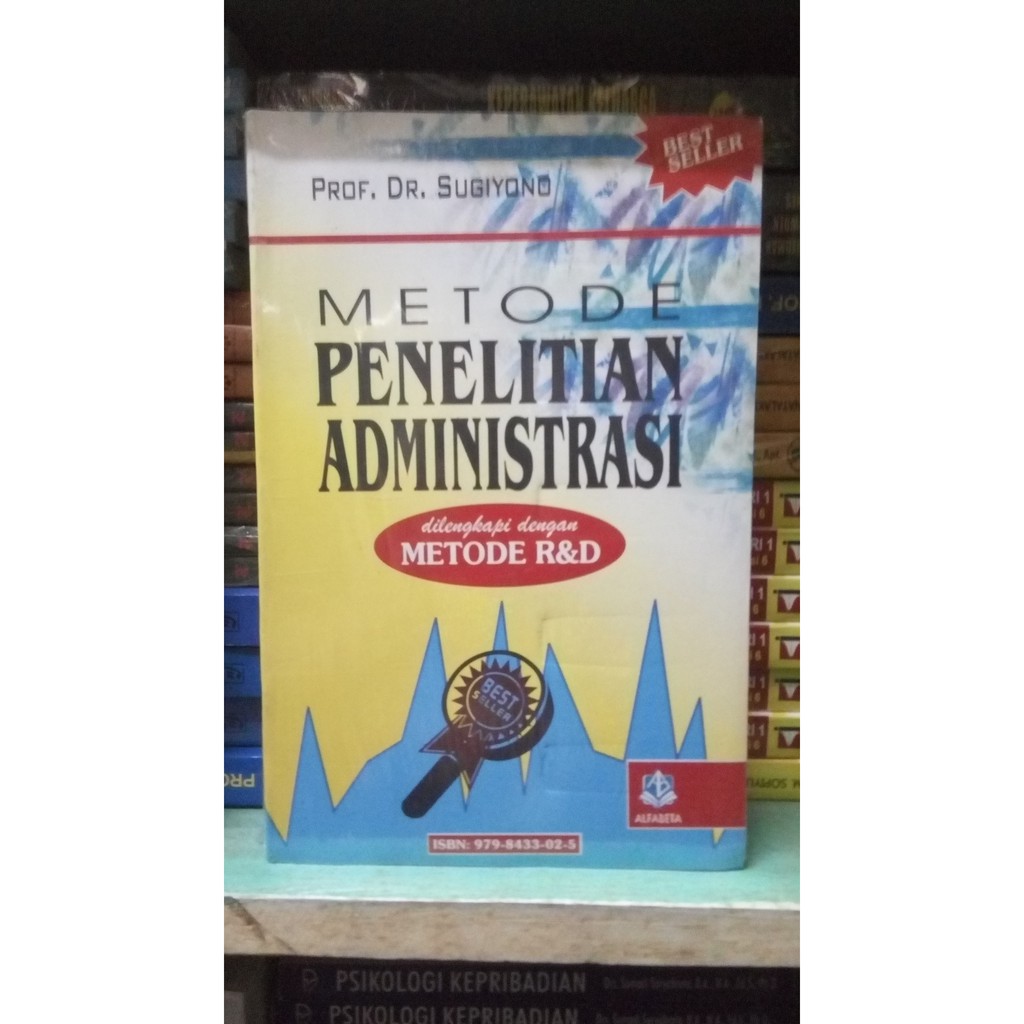 BEST
SELLER
PROF. DR. SUGIYONO
METODE
PENELITIAN
ADMINISTRASI
dilengkapi dengan
METODE R&D
BEST
SELLER
ALFABETA
ISBN: 979-8433-02-5
PSIKOLOGI KEPRIBADIAN
PSIKOLOGI KEPRIBADIAN